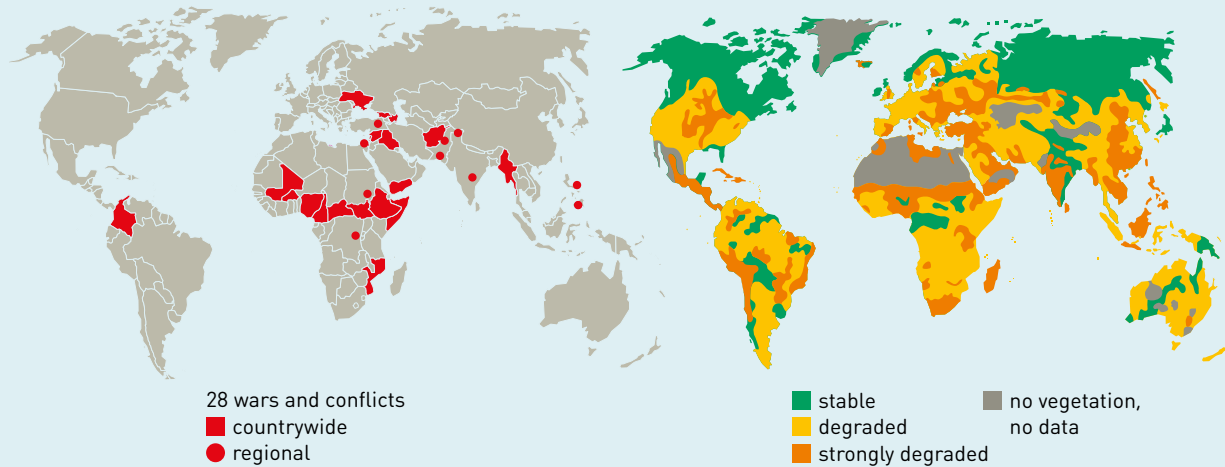 28 wars and conflicts
countrywide
regional
stable
degraded
strongly degraded
no vegetation,
no data